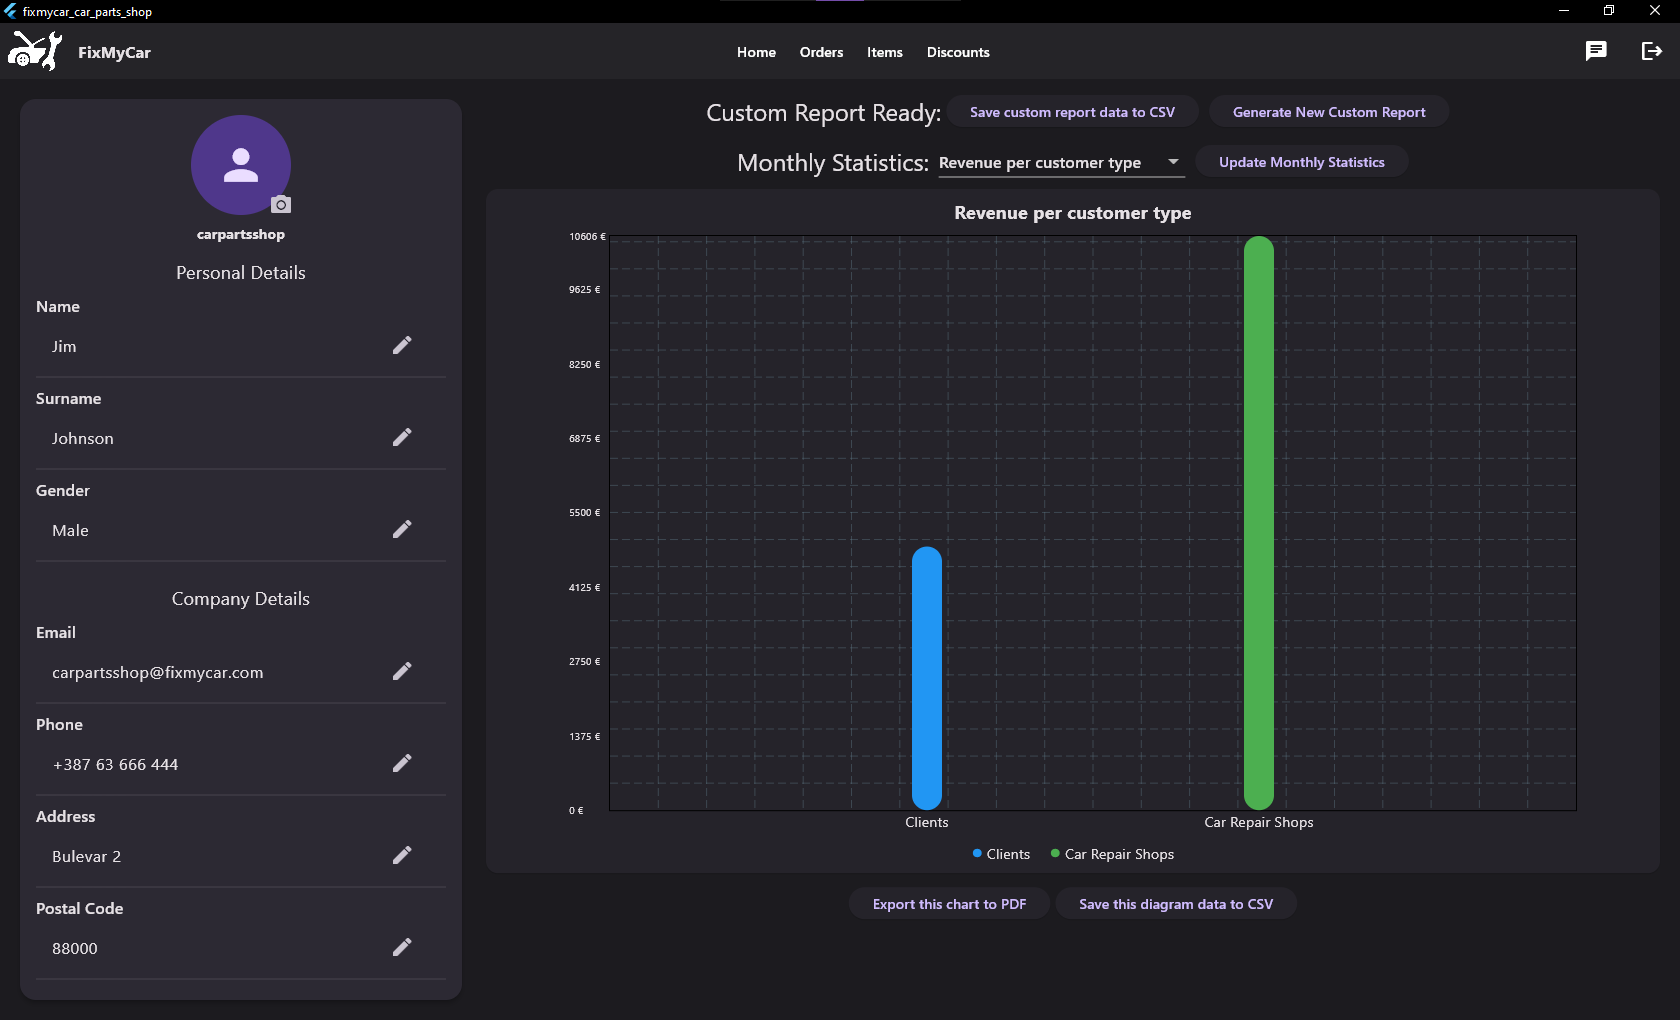 fixmycar_car_parts_shop
FixMyCar
Home Orders Items Discounts
carpartsshop
Personal Details
Name
Jim
Surname
Johnson
Gender
Male
Company Details
Email
carpartsshop@fixmycar.com
Phone
+387 63 666 444
Address
Bulevar 2
Postal Code
88000
Custom Report Ready: Save custom report data to CSV Generate New Custom Report
Monthly Statistics: Revenue per customer type Update Monthly Statistics
Revenue per customer type
10606 €
9625 €
8250 €
6875 €
5500 €
4125 €
2750 €
1375 €
0 €
Clients Car Repair Shops
Clients Car Repair Shops
Export this chart to PDF Save this diagram data to CSV